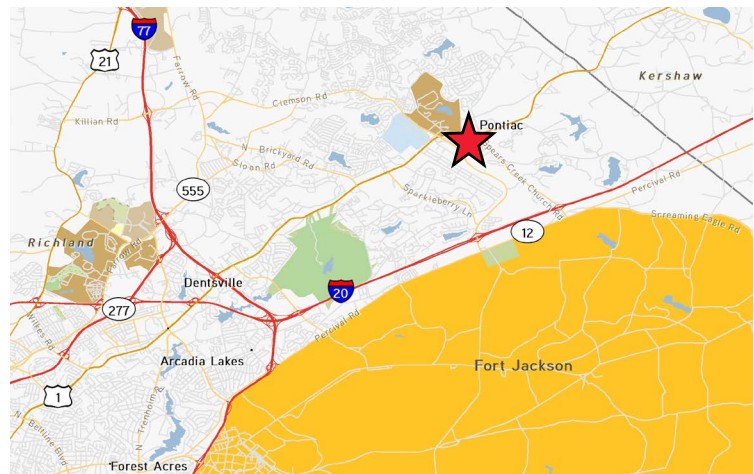 77
21
Farrow Rd
Kershaw
Clemson Rd
Killian Rd
Pontiac
N Brickyard Rd
Sloan Rd
Spears Creek Church Rd
Percival Rd
555
Sparkleberry Ln
Screaming Eagle Rd
12
Richland
Farrow Rd
Dentsville
20
277
Wilkes Rd
Percival Rd
Arcadia Lakes
Fort Jackson
1
N Trenholm R
N Beltline Blvd
Forest Acres